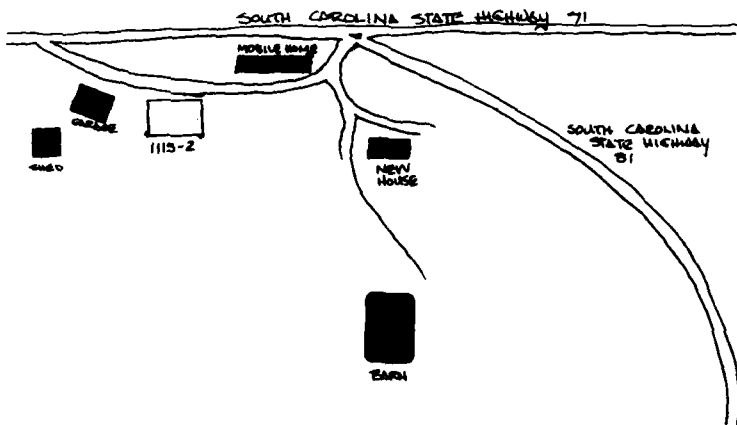 SOUTH CAROLINA STATE HIGHWAY 71
MOBILE HOME
GARAGE
1115-2
SHED
NEW
HOUSE
SOUTH CAROLINA
STATE HIGHWAY
81
BARN